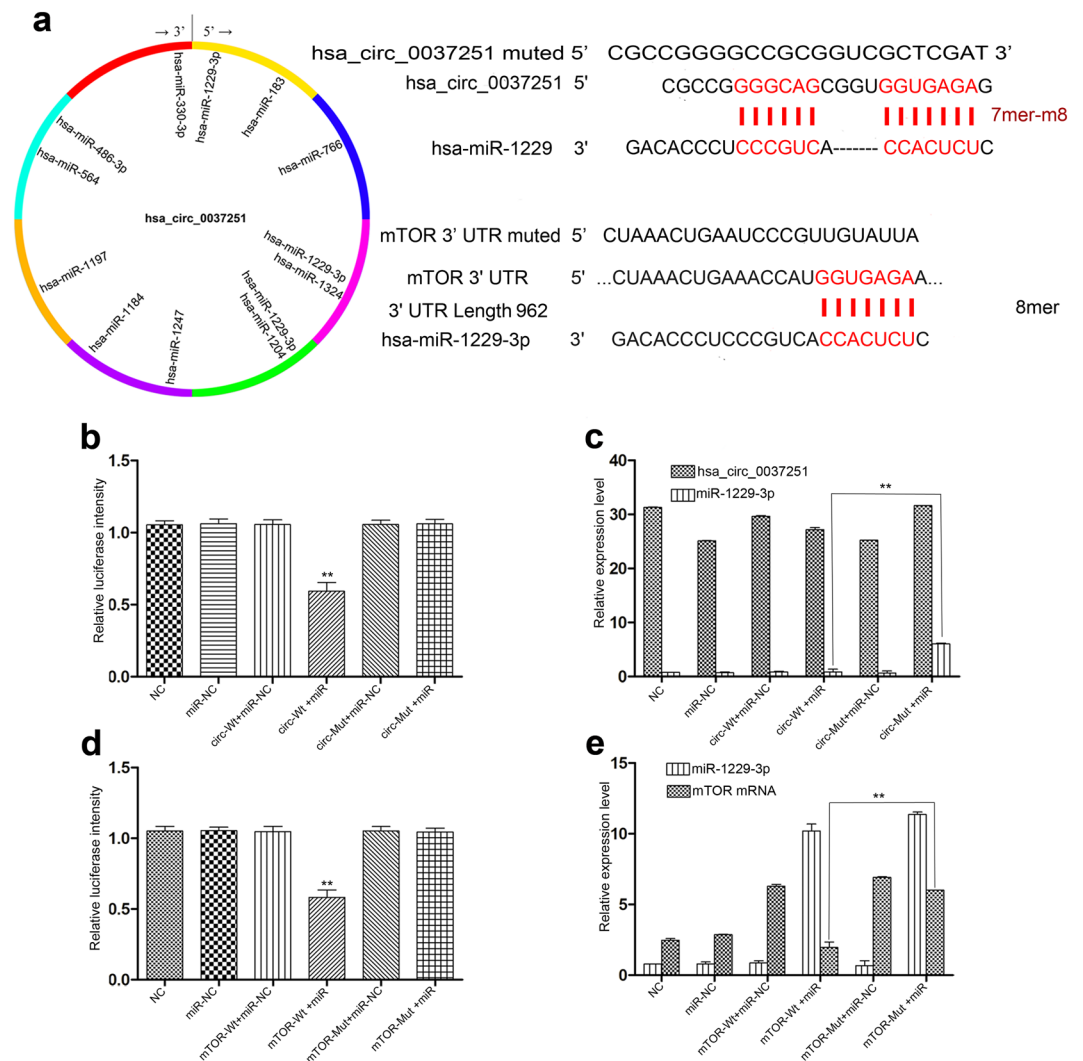 a
→ 3' 5' →
hsa-miR-330-3p
hsa-miR-1229-3p
hsa-miR-183
hsa-miR-766
hsa-miR-486-3p
hsa-miR-564
hsa_circ_0037251
hsa-miR-1229-3p
hsa-miR-1324
hsa-miR-1229-3p
hsa-miR-1204
hsa-miR-1197
hsa-miR-1184
hsa-miR-1247
hsa_circ_0037251 muted 5' CGCCGGGGCCGCGGUCGCTCGAT 3'
hsa_circ_0037251 5' CGCCGGGGCAGCGGUGGUGAGAG
7mer-m8
hsa-miR-1229 3' GACACCCUCCCGUCA-------CCACUCUC
mTOR 3' UTR muted 5' CUAAACUGAAUCCCGUUGUAUUA
mTOR 3' UTR 5' ...CUAAACUGAAACCAUGGUGAGAA...
3' UTR Length 962 8mer
hsa-miR-1229-3p 3' GACACCCUCCCGUCACCACUCUC
b
Relative luciferase intensity
1.5
1.0
0.5
0.0
**
NC
miR-NC
circ-Wt+miR-NC
circ-Wt +miR
circ-Mut+miR-NC
circ-Mut +miR
c
Relative expression level
40
30
20
10
0
hsa_circ_0037251
miR-1229-3p
**
NC
miR-NC
circ-Wt+miR-NC
circ-Wt +miR
circ-Mut+miR-NC
circ-Mut +miR
d
Relative luciferase intensity
1.5
1.0
0.5
0.0
**
NC
miR-NC
mTOR-Wt+miR-NC
mTOR-Wt +miR
mTOR-Mut+miR-NC
mTOR-Mut +miR
e
Relative expression level
15
10
5
0
miR-1229-3p
mTOR mRNA
**
NC
miR-NC
mTOR-Wt+miR-NC
mTOR-Wt +miR
mTOR-Mut+miR-NC
mTOR-Mut +miR